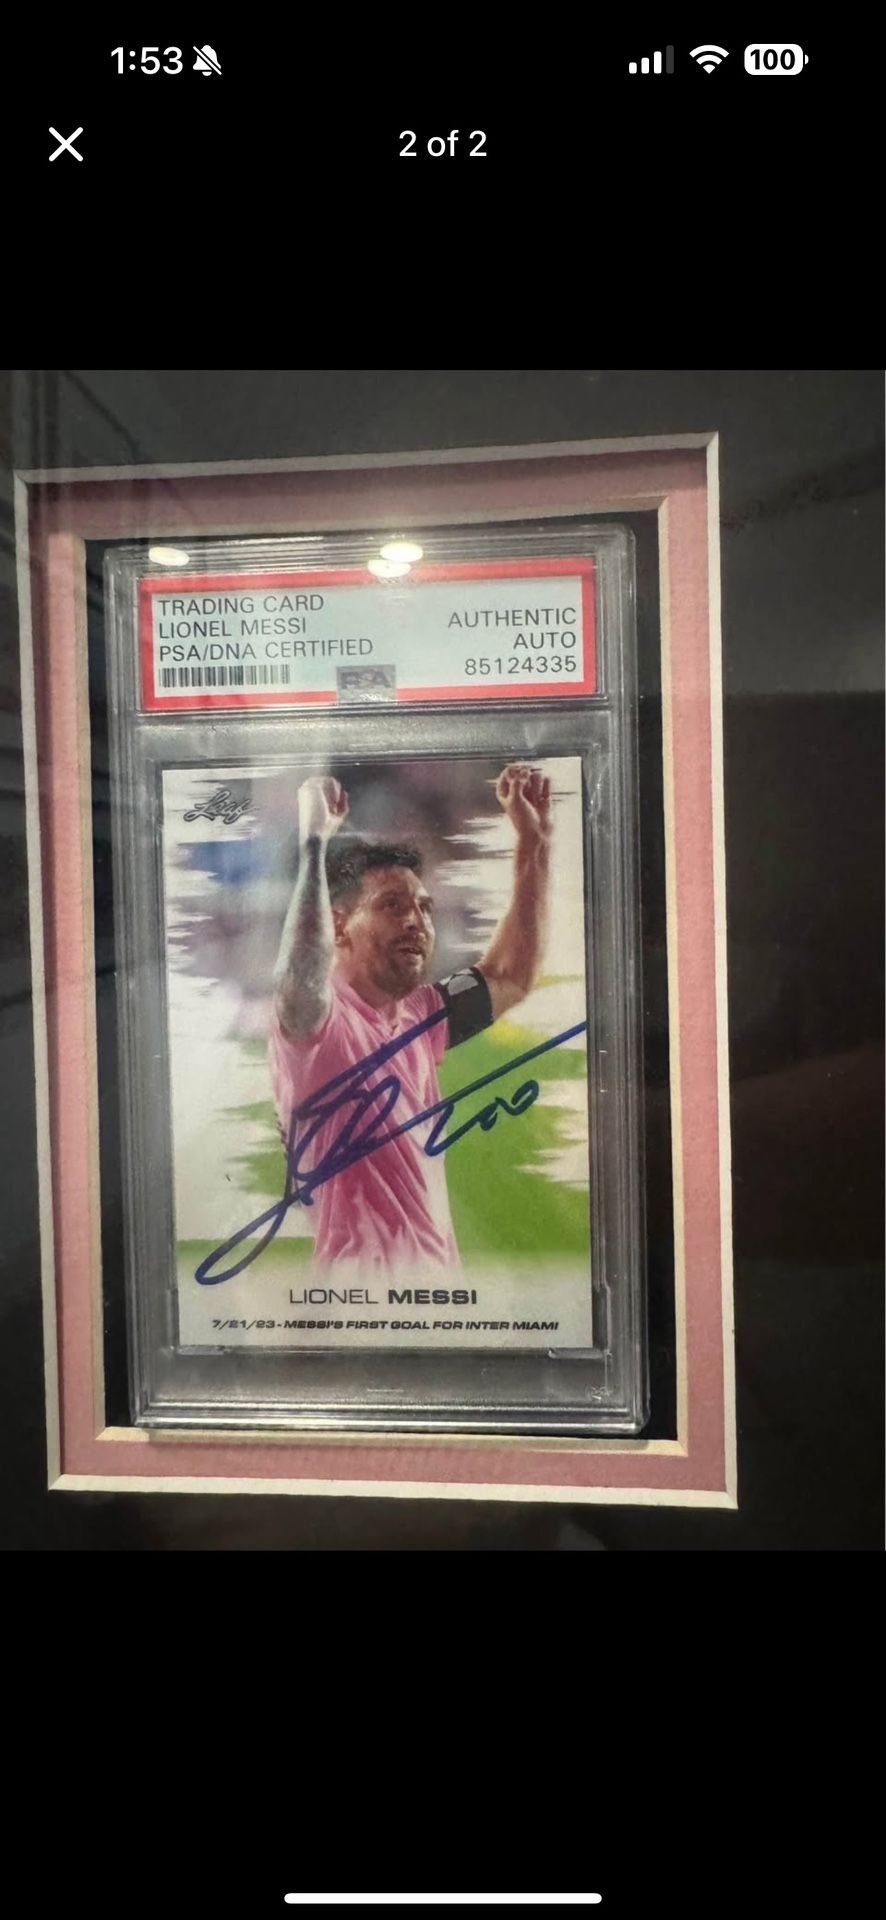 1:53
100
2 of 2
TRADING CARD
LIONEL MESSI
PSA/DNA CERTIFIED
AUTHENTIC
AUTO
85124335
PSA
Leaf
LIONEL MESSI
7/21/23 - MESSI'S FIRST GOAL FOR INTER MIAMI